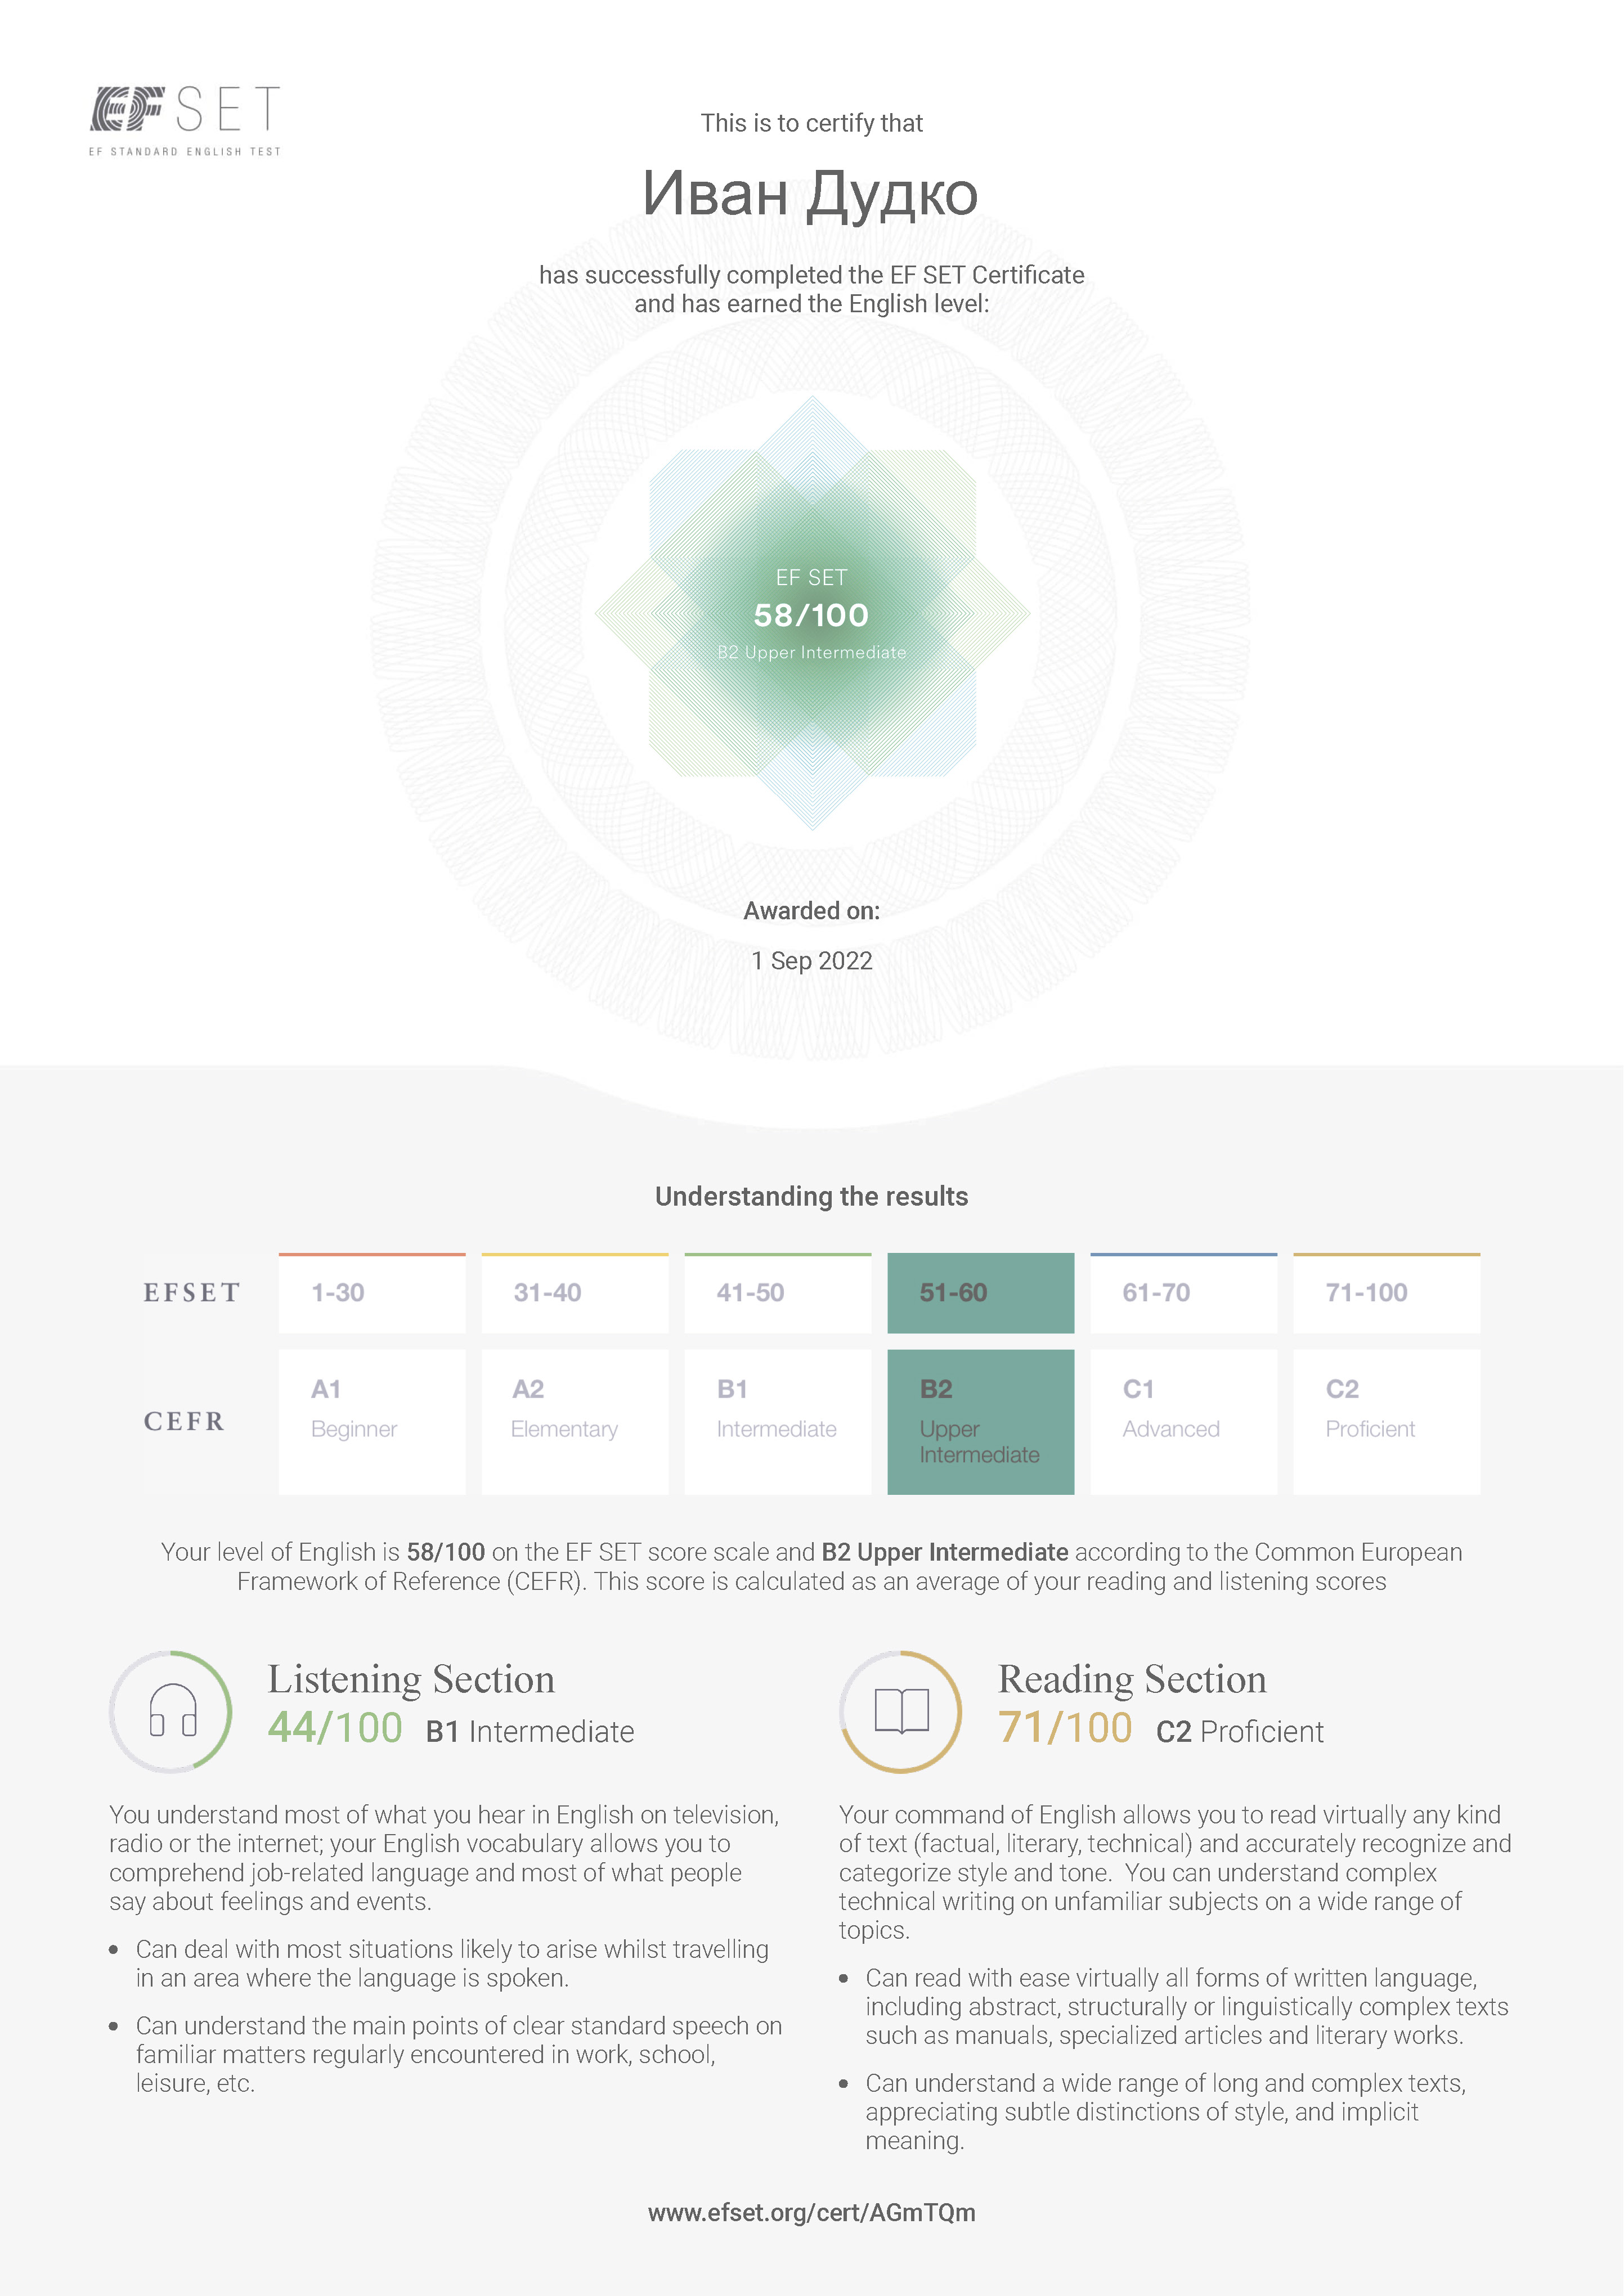 EF SET
EF STANDARD ENGLISH TEST
This is to certify that
Иван Дудко
has successfully completed the EF SET Certificate
and has earned the English level:
EF SET
58/100
B2 Upper Intermediate
Awarded on:
1 Sep 2022
Understanding the results
EFSET 1-30 31-40 41-50 51-60 61-70 71-100
CEFR
A1 A2 B1 B2 C1 C2
Beginner Elementary Intermediate Upper Advanced Proficient
Intermediate
Your level of English is 58/100 on the EF SET score scale and B2 Upper Intermediate according to the Common European
Framework of Reference (CEFR). This score is calculated as an average of your reading and listening scores
Listening Section
44/100 B1 Intermediate
You understand most of what you hear in English on television,
radio or the internet; your English vocabulary allows you to
comprehend job-related language and most of what people
say about feelings and events.
• Can deal with most situations likely to arise whilst travelling
in an area where the language is spoken.
• Can understand the main points of clear standard speech on
familiar matters regularly encountered in work, school,
leisure, etc.
Reading Section
71/100 C2 Proficient
Your command of English allows you to read virtually any kind
of text (factual, literary, technical) and accurately recognize and
categorize style and tone. You can understand complex
technical writing on unfamiliar subjects on a wide range of
topics.
• Can read with ease virtually all forms of written language,
including abstract, structurally or linguistically complex texts
such as manuals, specialized articles and literary works.
• Can understand a wide range of long and complex texts,
appreciating subtle distinctions of style, and implicit
meaning.
www.efset.org/cert/AGmTQm